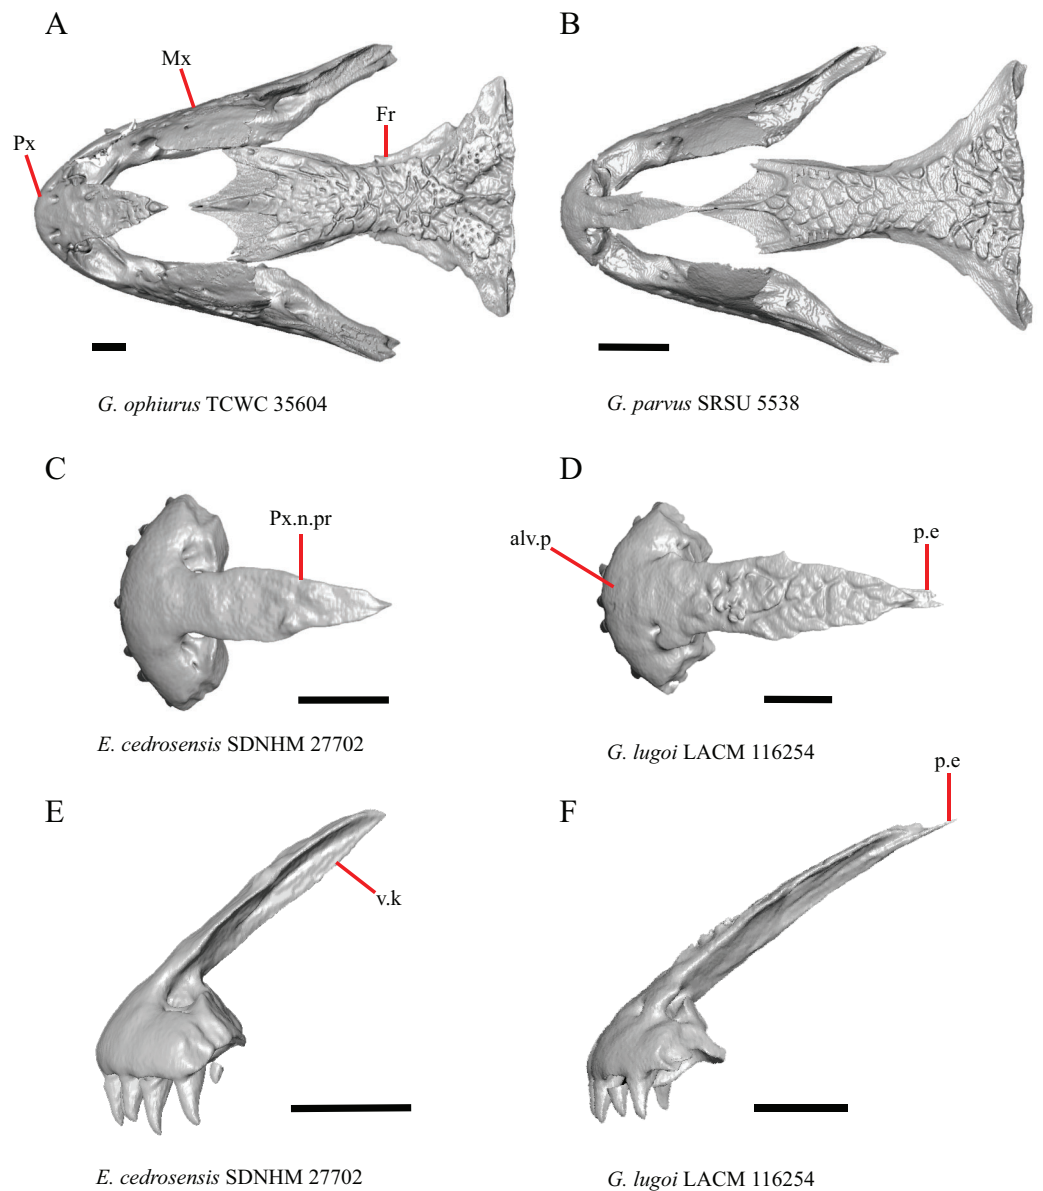 A
B
Mx
Fr
Px
G. ophiurus TCWC 35604
G. parvus SRSU 5538
C
D
Px.n.pr
alv.p
p.e
E. cedrosensis SDNHM 27702
G. lugoi LACM 116254
p.e
E
F
v.k
E. cedrosensis SDNHM 27702
G. lugoi LACM 116254